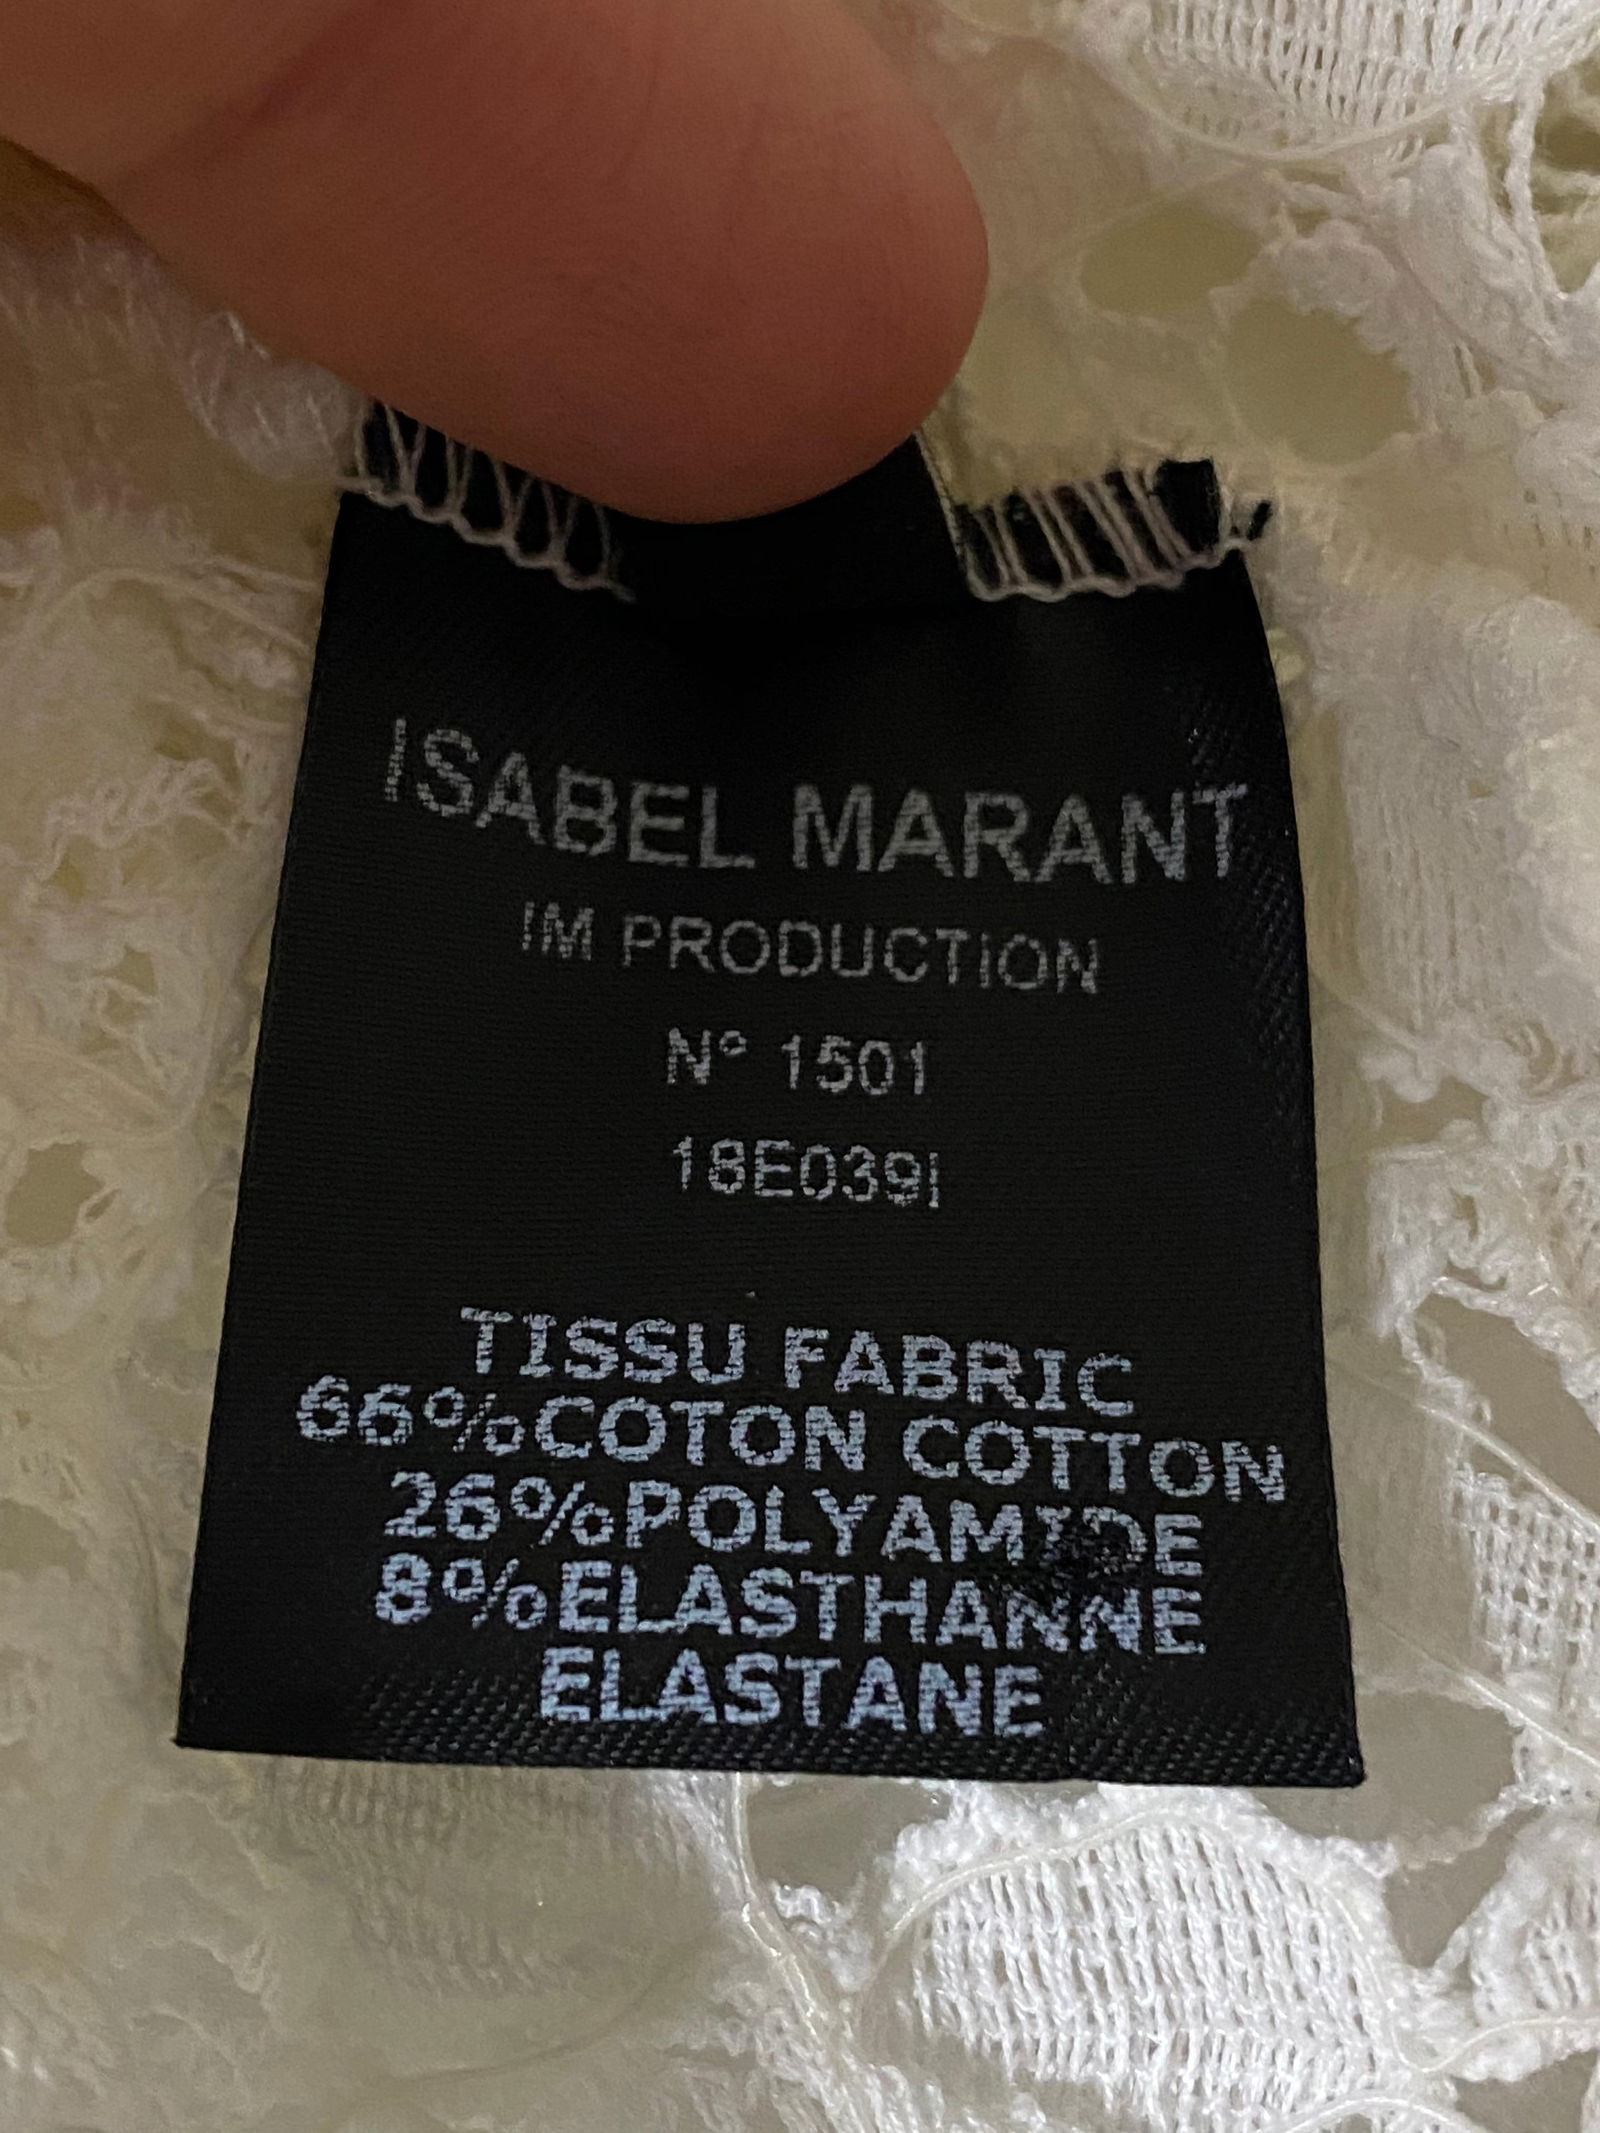 ISABEL MARANT
IM PRODUCTION
N° 1501
18E039I
TISSU FABRIC
66%COTON COTTON
26%POLYAMIDE
8%ELASTHANNE
ELASTANE